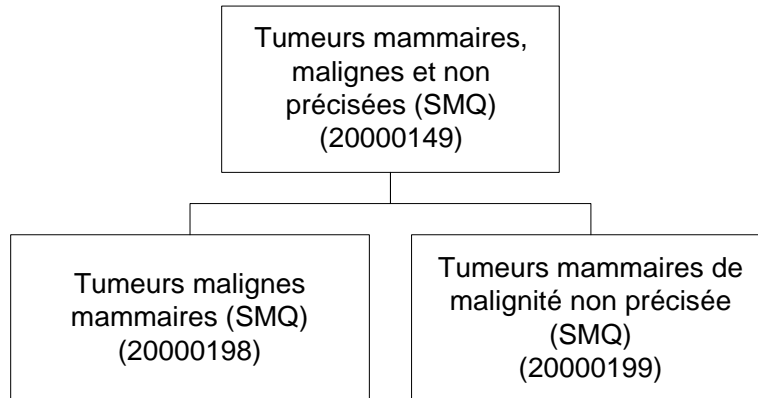 Tumeurs mammaires,
malignes et non
précisées (SMQ)
(20000149)
Tumeurs malignes
mammaires (SMQ)
(20000198)
Tumeurs mammaires de
malignité non précisée
(SMQ)
(20000199)